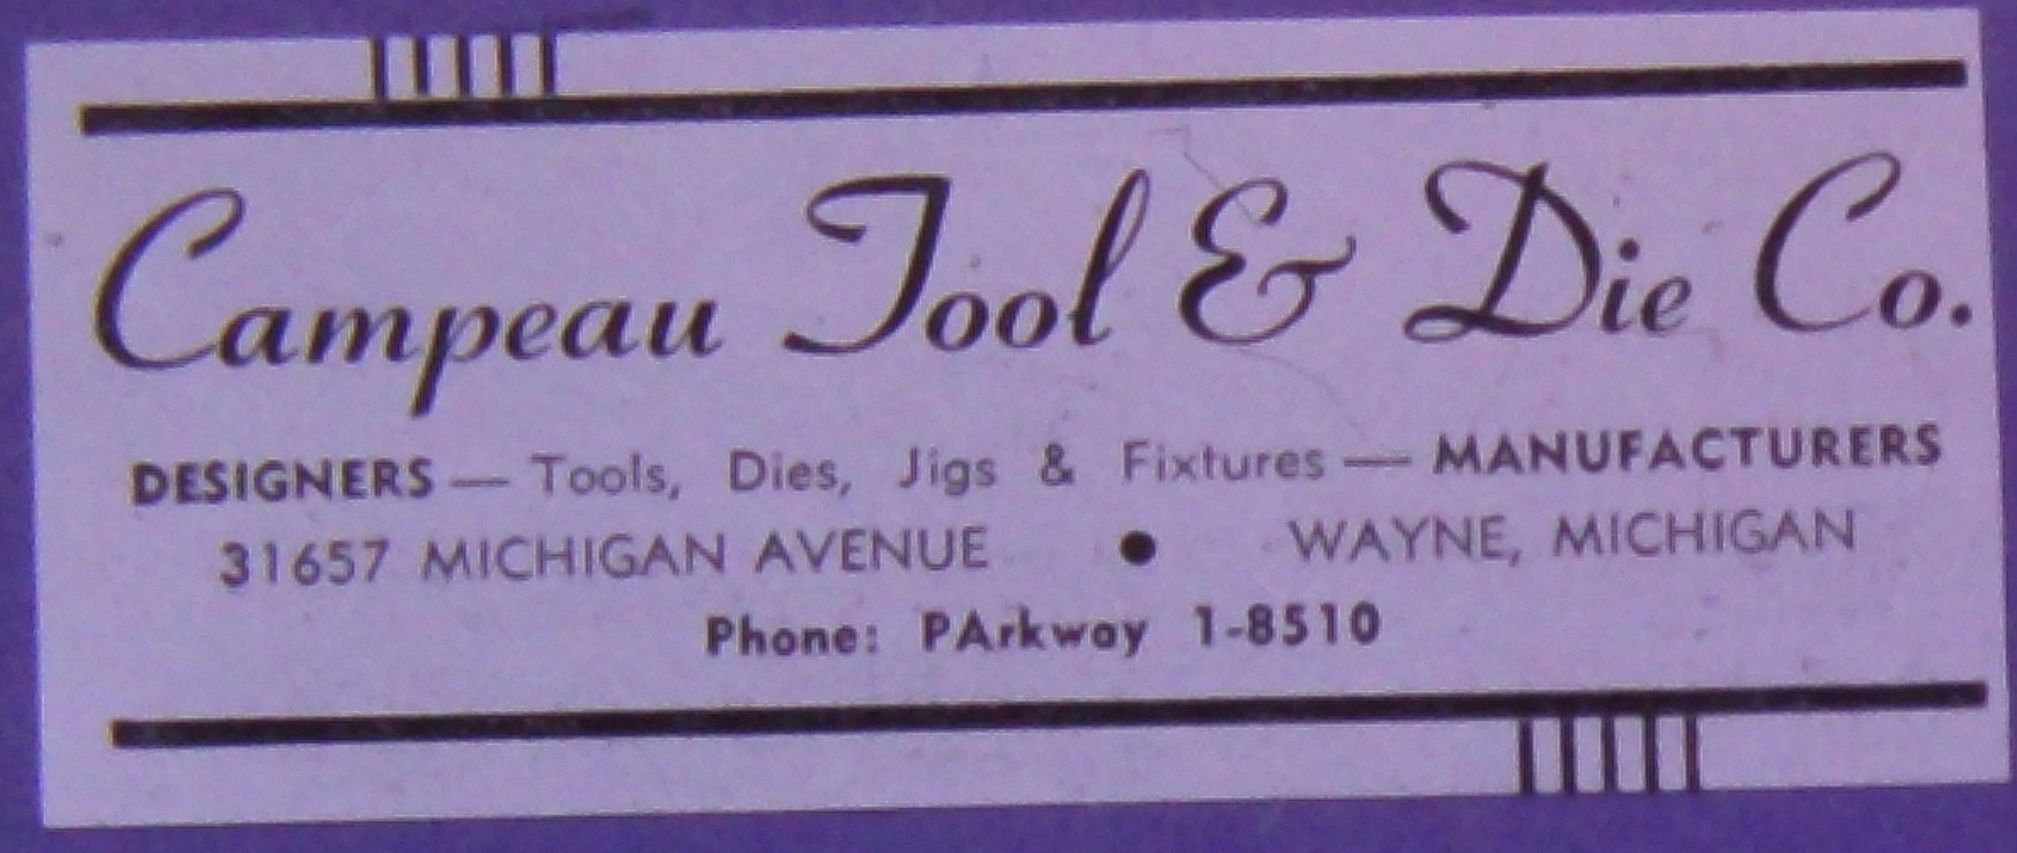 Campeau Tool & Die Co.
DESIGNERS — Tools, Dies, Jigs & Fixtures — MANUFACTURERS
31657 MICHIGAN AVENUE • WAYNE, MICHIGAN
Phone: PArkway 1-8510